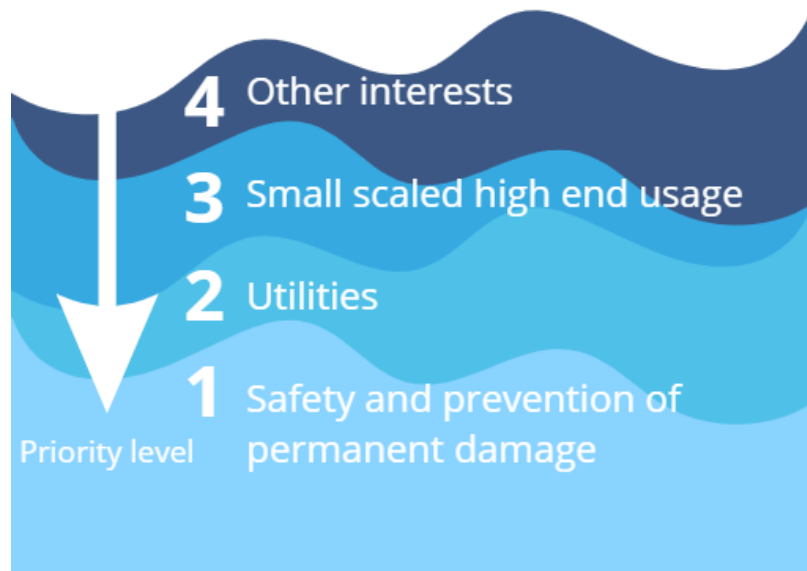 4 Other interests
3 Small scaled high end usage
2 Utilities
1 Safety and prevention of
permanent damage
Priority level